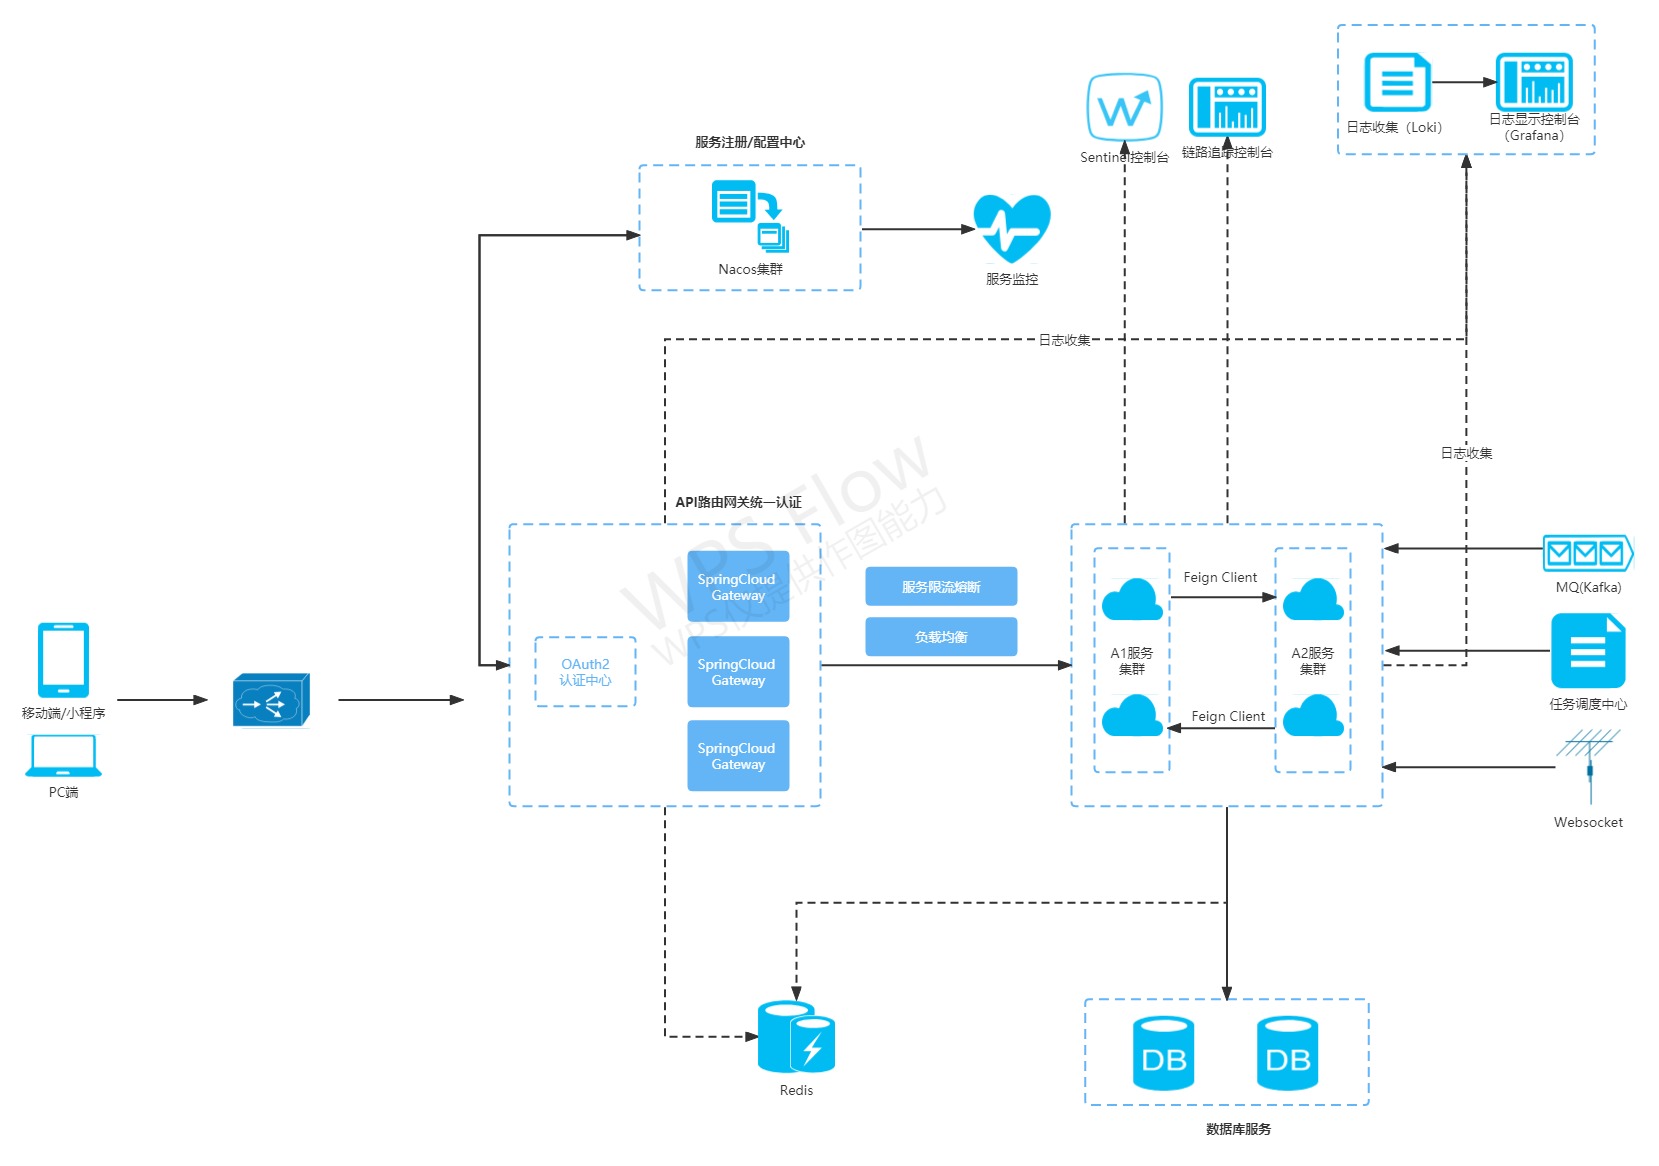 日志收集（Loki）
日志显示控制台
（Grafana）
Sentinel控制台
链路追踪控制台
服务注册/配置中心
Nacos集群
服务监控
日志收集
日志收集
API路由网关统一认证
SpringCloud
Gateway
OAuth2
认证中心
SpringCloud
Gateway
SpringCloud
Gateway
服务限流熔断
负载均衡
Feign Client
A1服务
集群
A2服务
集群
Feign Client
MQ(Kafka)
任务调度中心
Websocket
移动端/小程序
PC端
Redis
DB
DB
数据库服务
WPS Flow
WPS仅提供作图能力